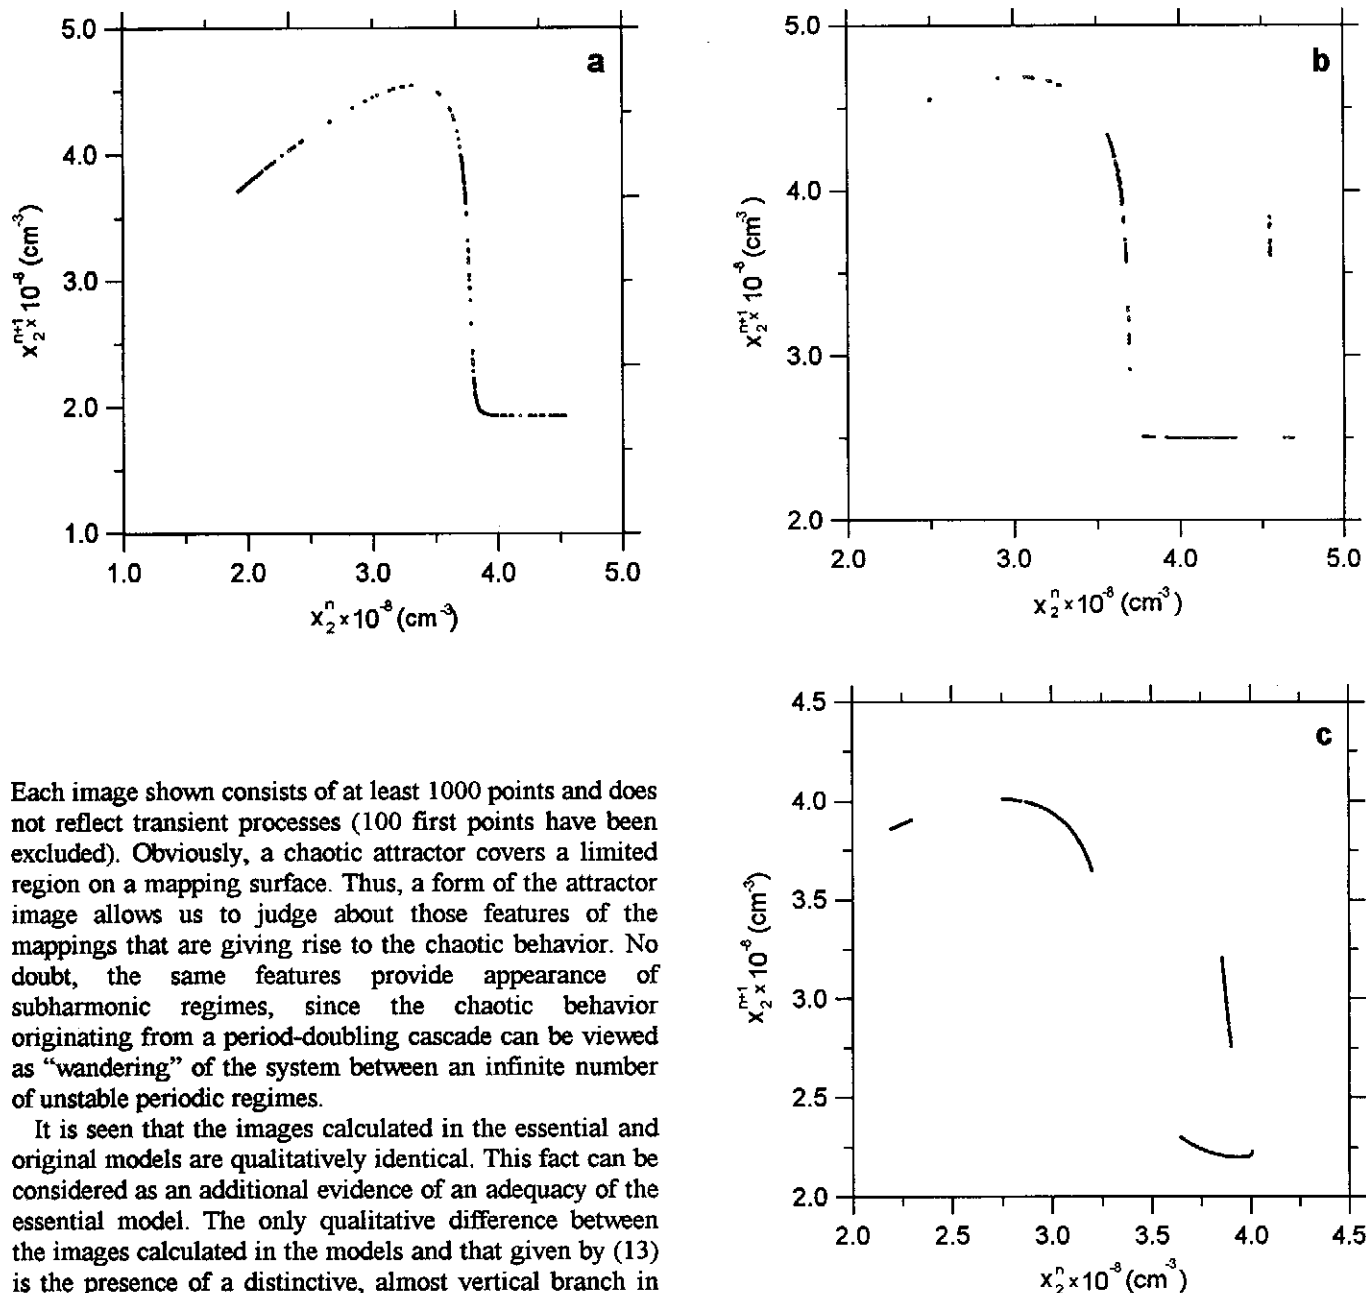 5.0
4.0
3.0
2.0
1.0
1.0 2.0 3.0 4.0 5.0
a
x₂ⁿ⁺¹ × 10⁻⁸ (cm⁻³)
x₂ⁿ × 10⁻⁸ (cm⁻³)
5.0
4.0
3.0
2.0
2.0 3.0 4.0 5.0
b
x₂ⁿ⁺¹ × 10⁻⁸ (cm⁻³)
x₂ⁿ × 10⁻⁸ (cm⁻³)
Each image shown consists of at least 1000 points and does
not reflect transient processes (100 first points have been
excluded). Obviously, a chaotic attractor covers a limited
region on a mapping surface. Thus, a form of the attractor
image allows us to judge about those features of the
mappings that are giving rise to the chaotic behavior. No
doubt, the same features provide appearance of
subharmonic regimes, since the chaotic behavior
originating from a period-doubling cascade can be viewed
as “wandering” of the system between an infinite number
of unstable periodic regimes.
It is seen that the images calculated in the essential and
original models are qualitatively identical. This fact can be
considered as an additional evidence of an adequacy of the
essential model. The only qualitative difference between
the images calculated in the models and that given by (13)
is the presence of a distinctive, almost vertical branch in
4.5
4.0
3.5
3.0
2.5
2.0
2.0 2.5 3.0 3.5 4.0 4.5
c
x₂ⁿ⁺¹ × 10⁻⁸ (cm⁻³)
x₂ⁿ × 10⁻⁸ (cm⁻³)